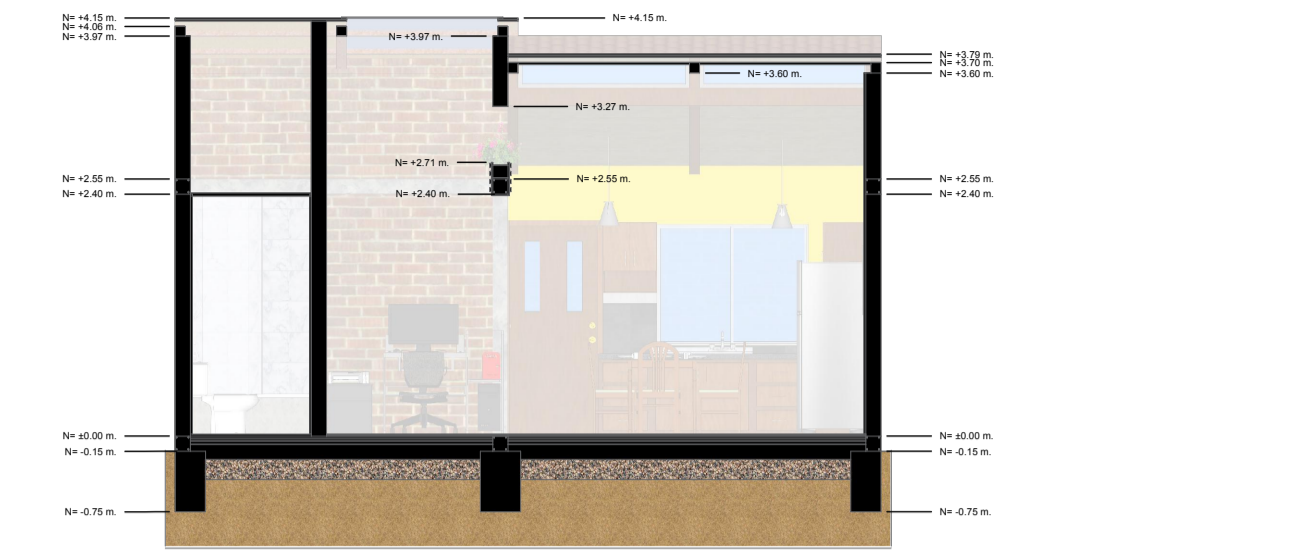 N= +4.15 m.
N= +4.06 m.
N= +3.97 m.
N= +4.15 m.
N= +3.97 m.
N= +3.79 m.
N= +3.70 m.
N= +3.60 m.
N= +3.60 m.
N= +3.27 m.
N= +2.71 m.
N= +2.55 m.
N= +2.55 m.
N= +2.55 m.
N= +2.40 m.
N= +2.40 m.
N= +2.40 m.
N= ±0.00 m.
N= ±0.00 m.
N= -0.15 m.
N= -0.15 m.
N= -0.75 m.
N= -0.75 m.